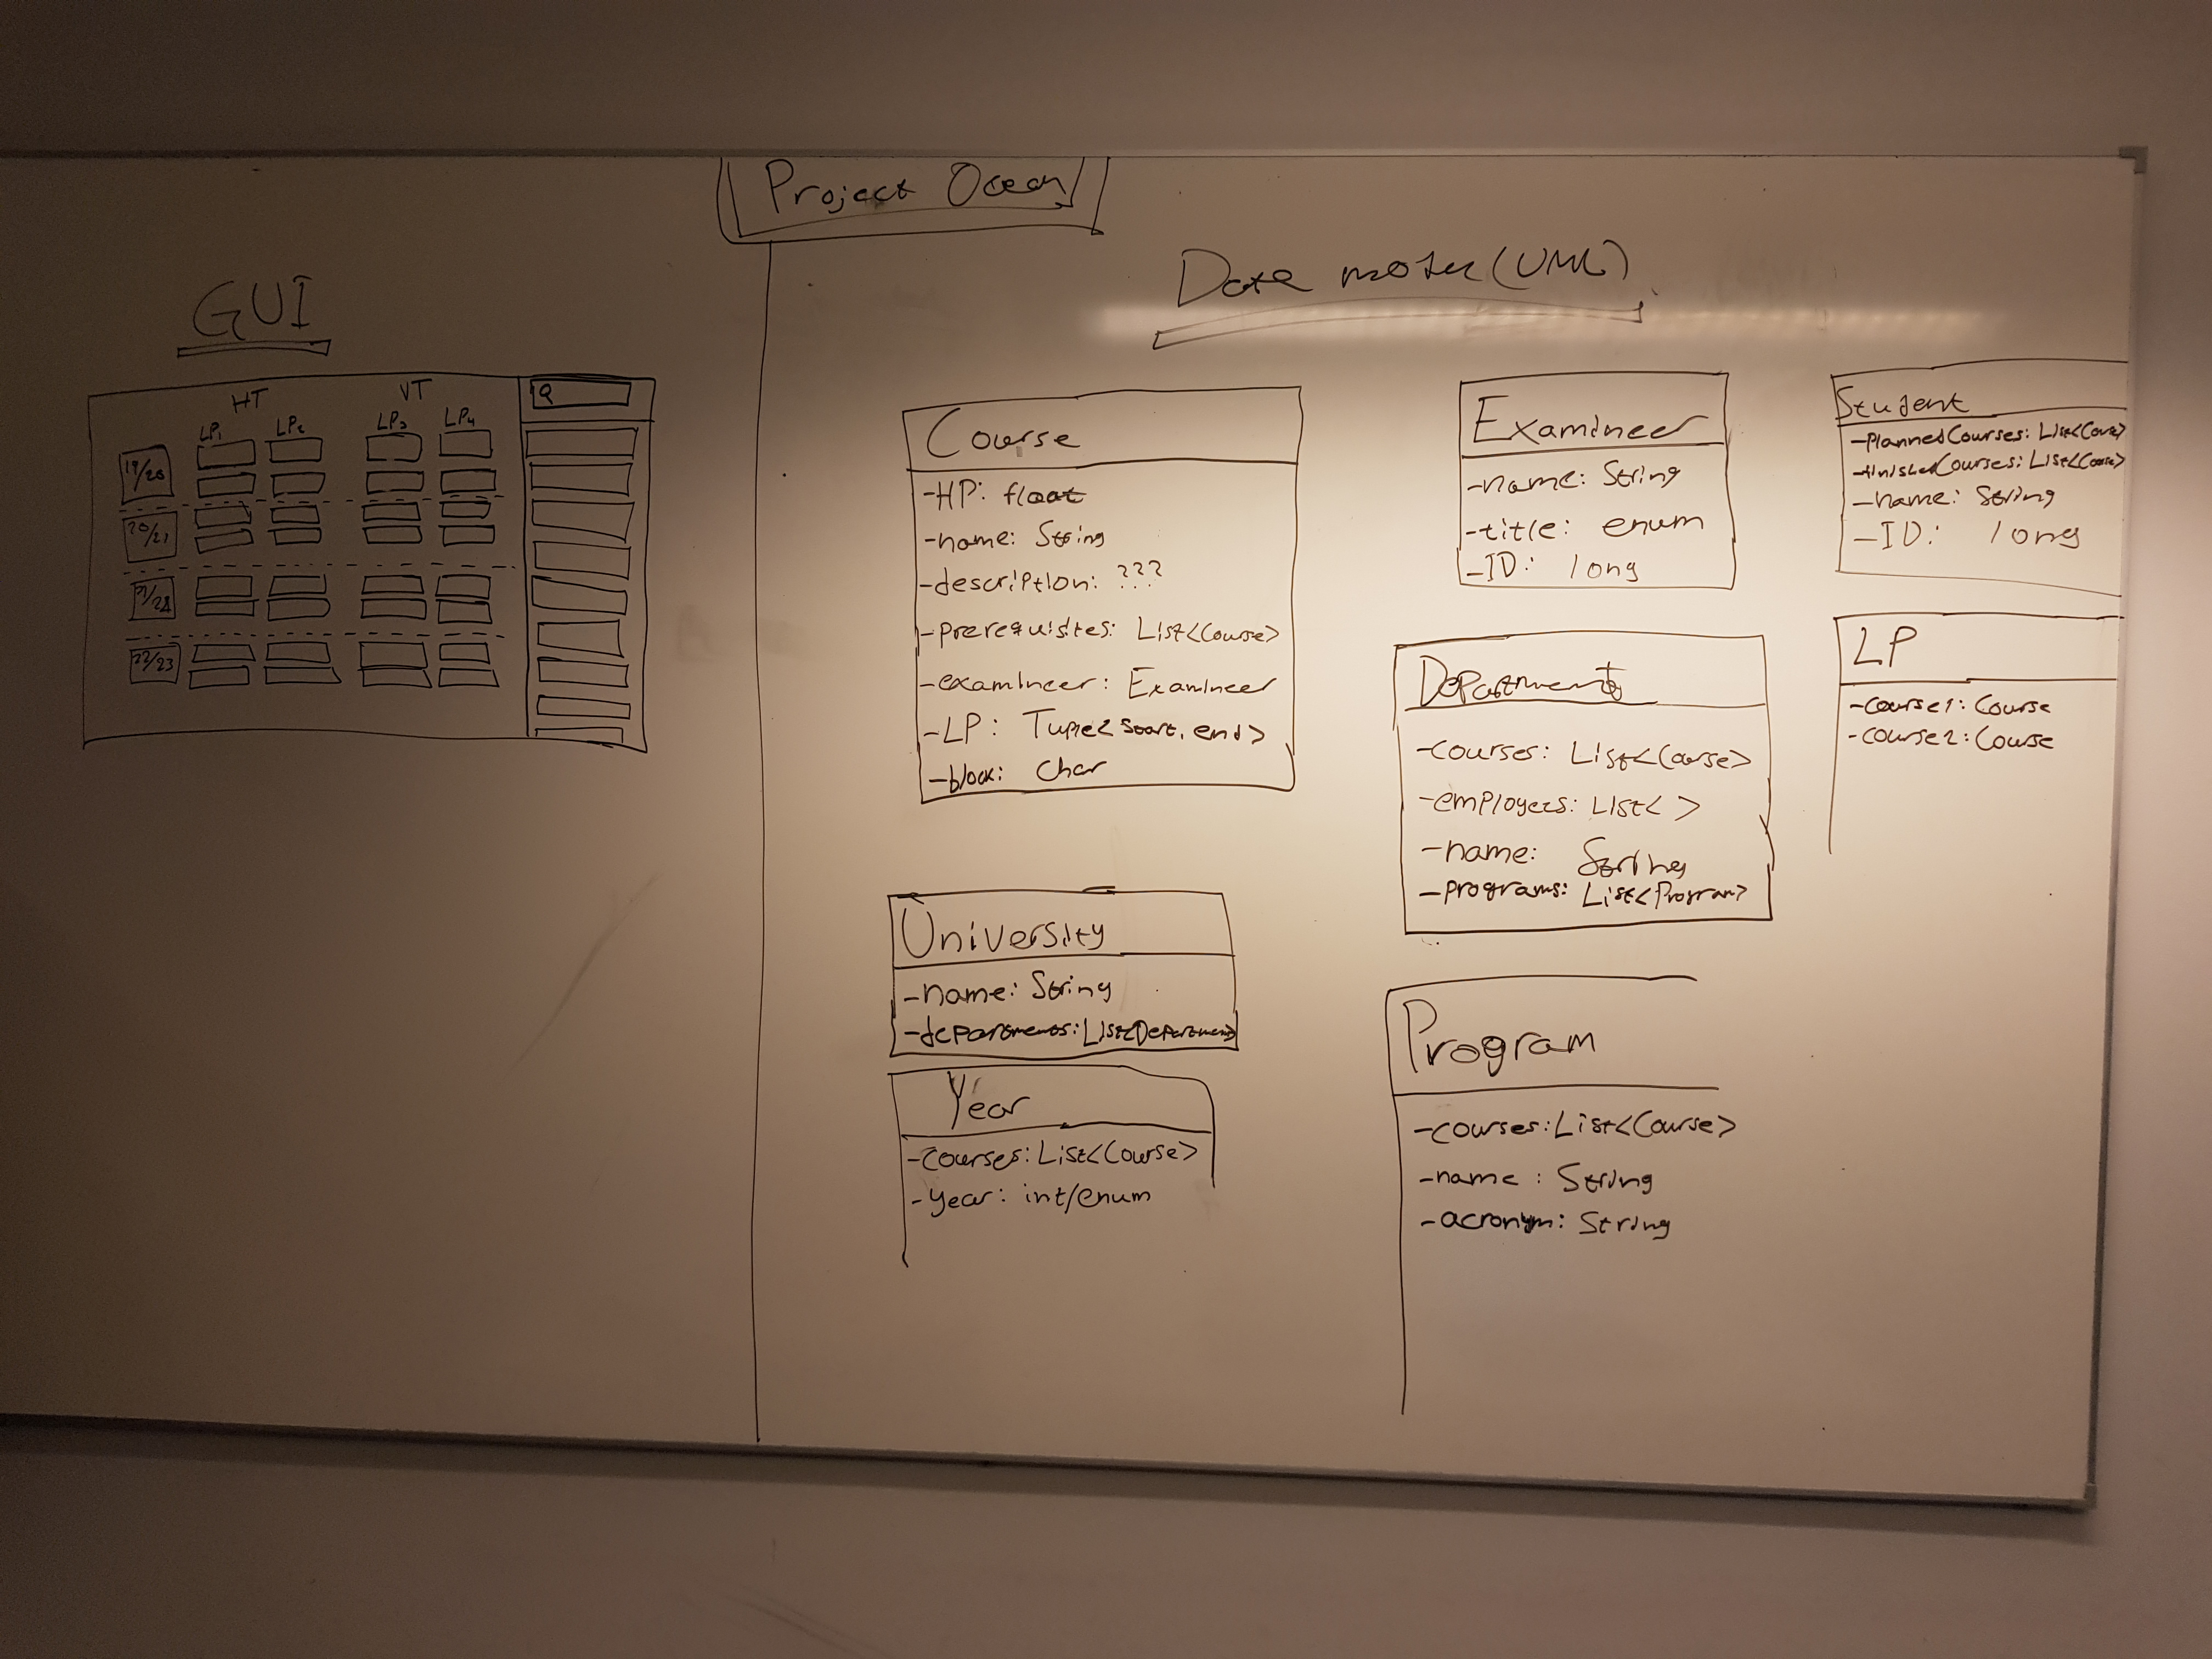 Project Ocean
GUI
HT VT
LP1 LP2 LP3 LP4
19/20
20/21
21/22
22/23
Data model (UML)
Course
-HP: float
-name: String
-description: ???
-prerequisites: List<Course>
-examineer: Examineer
-LP: Tuple<start, end>
-block: Char
Examineer
-name: String
-title: enum
-ID: long
Student
-plannedCourses: List<Course>
-finishedCourses: List<Course>
-name: String
-ID: long
Department
-courses: List<Course>
-employees: List< >
-name: String
-programs: List<Program>
LP
-course1: Course
-course2: Course
University
-name: String
-departments: List<Department>
Year
-courses: List<Course>
-year: int/enum
Program
-courses: List<Course>
-name: String
-acronym: String